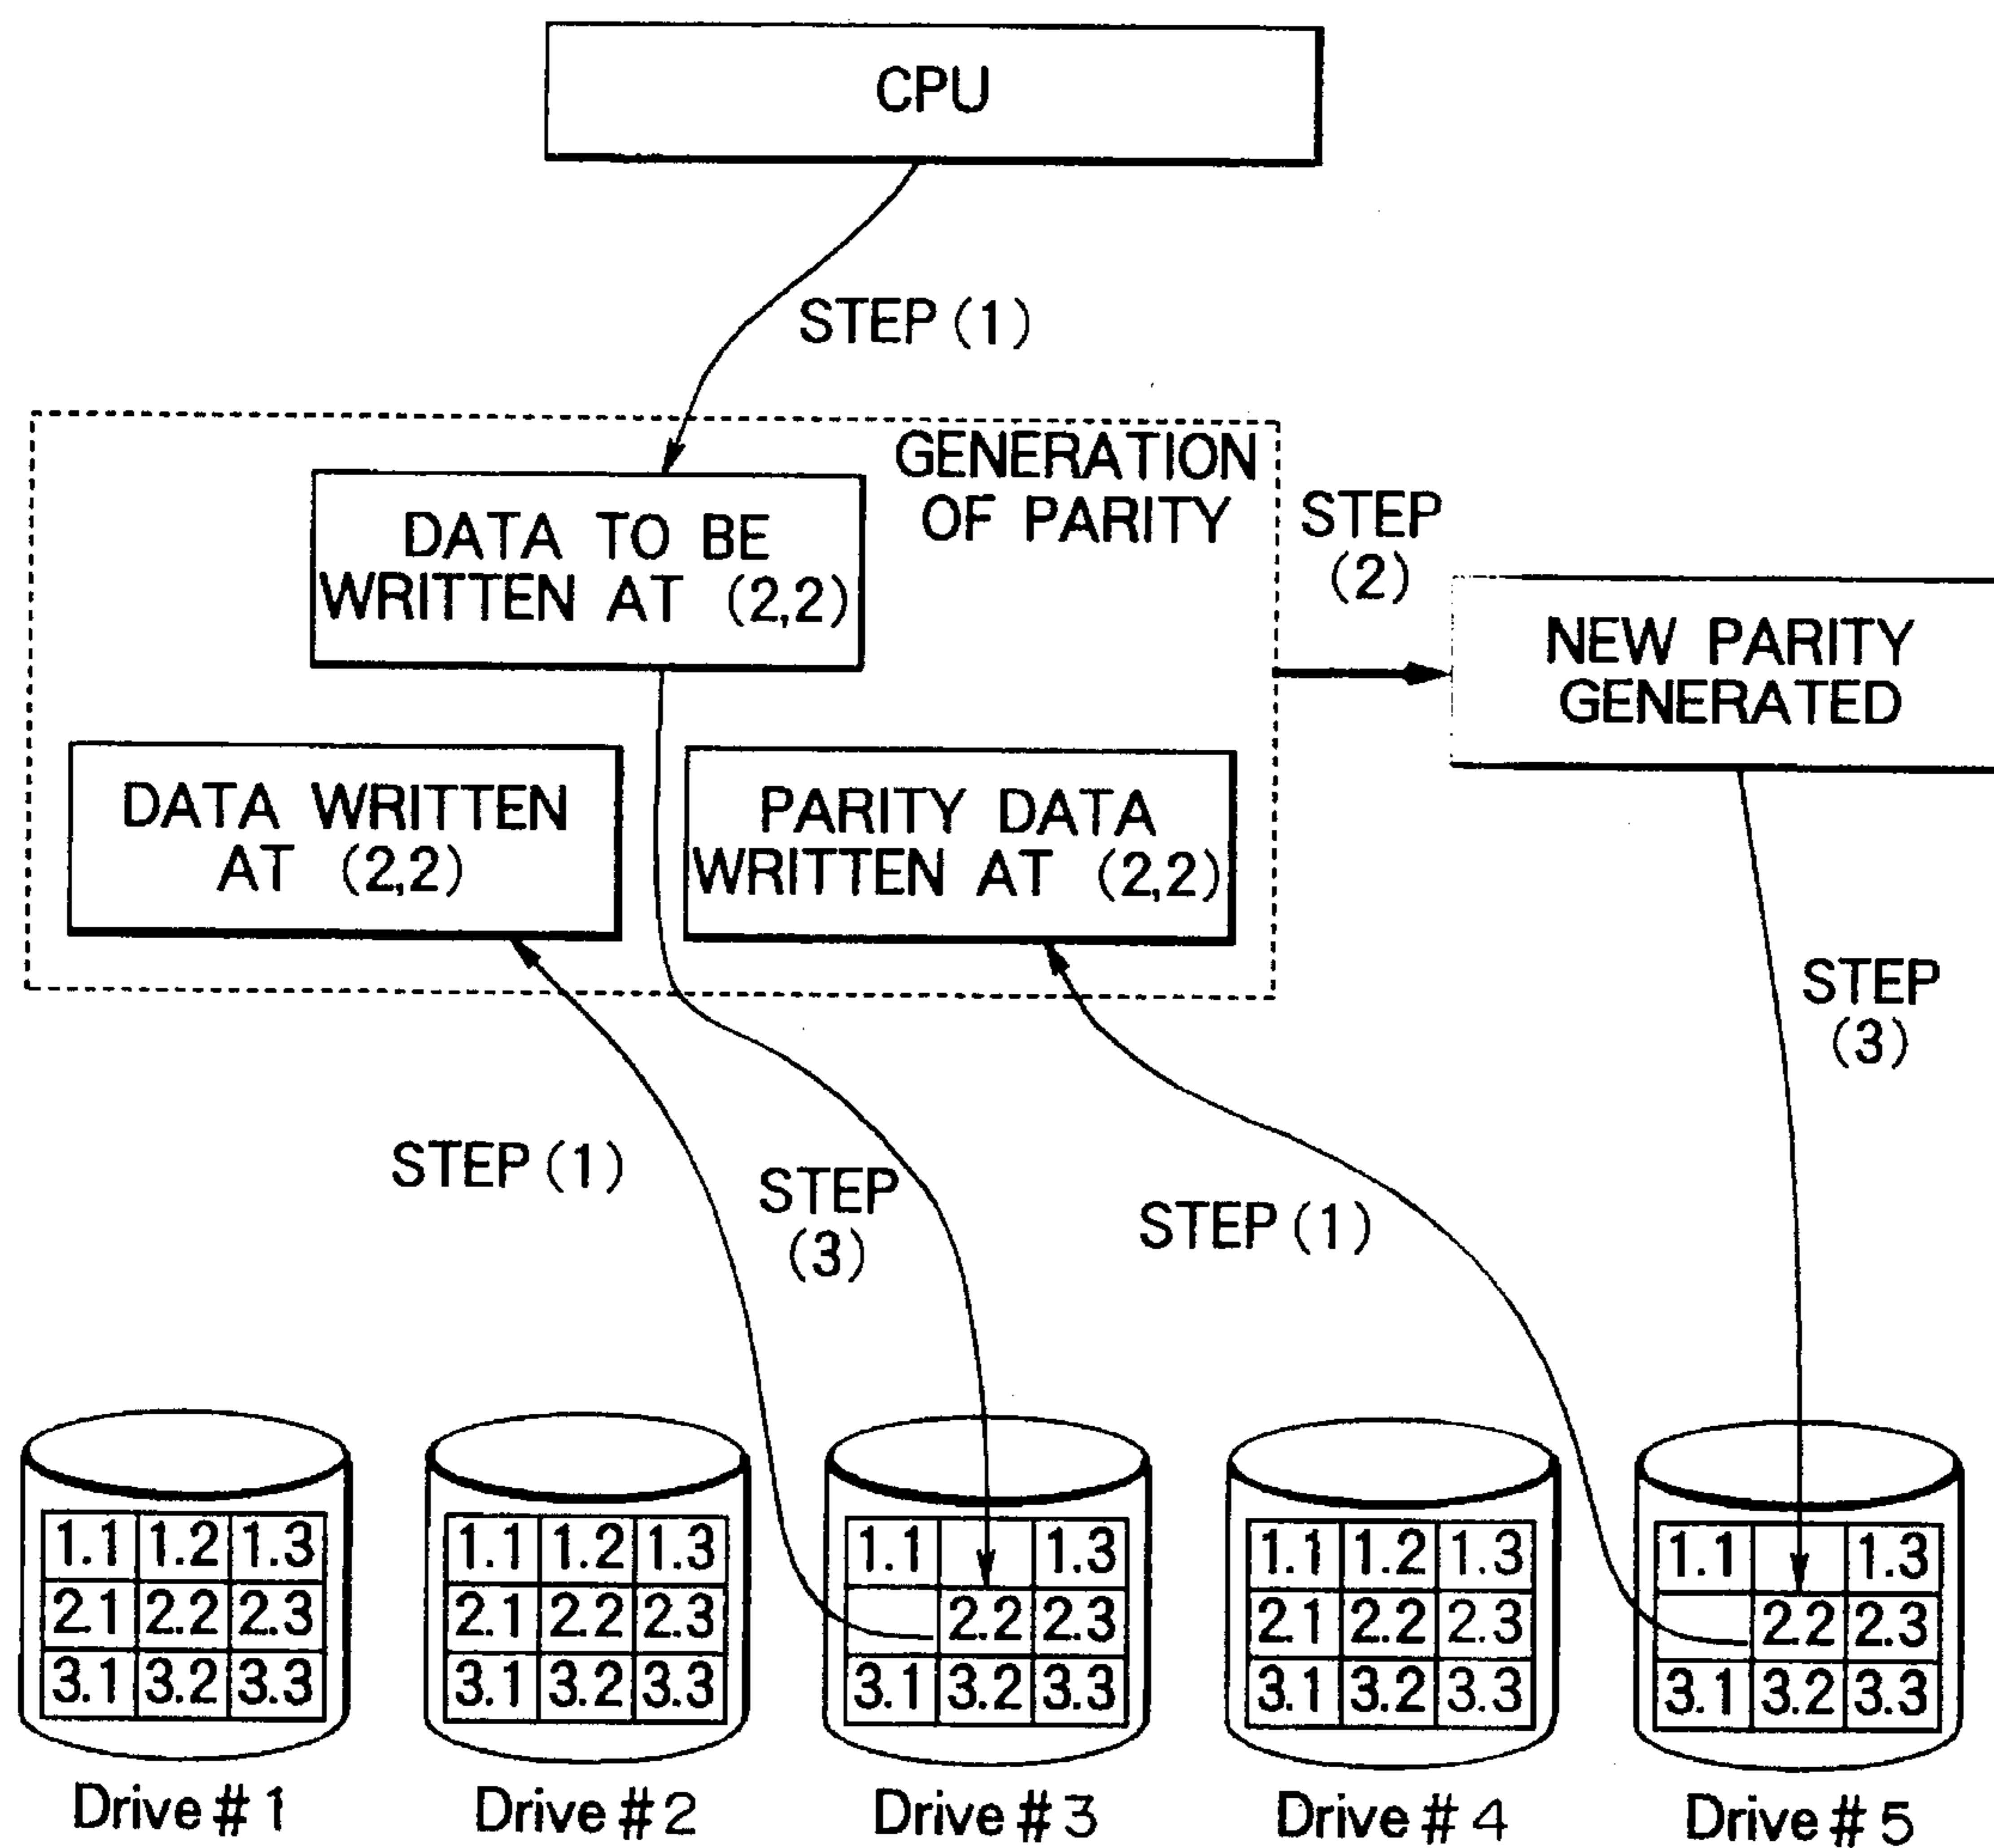 CPU
STEP (1)
GENERATION
OF PARITY
DATA TO BE
WRITTEN AT (2,2)
STEP
(2)
NEW PARITY
GENERATED
DATA WRITTEN
AT (2,2)
PARITY DATA
WRITTEN AT (2,2)
STEP
(3)
STEP (1)
STEP
(3)
STEP (1)
1.1 1.2 1.3
2.1 2.2 2.3
3.1 3.2 3.3
Drive #1
1.1 1.2 1.3
2.1 2.2 2.3
3.1 3.2 3.3
Drive #2
1.1 1.3
2.2 2.3
3.1 3.2 3.3
Drive #3
1.1 1.2 1.3
2.1 2.2 2.3
3.1 3.2 3.3
Drive #4
1.1 1.3
2.2 2.3
3.1 3.2 3.3
Drive #5